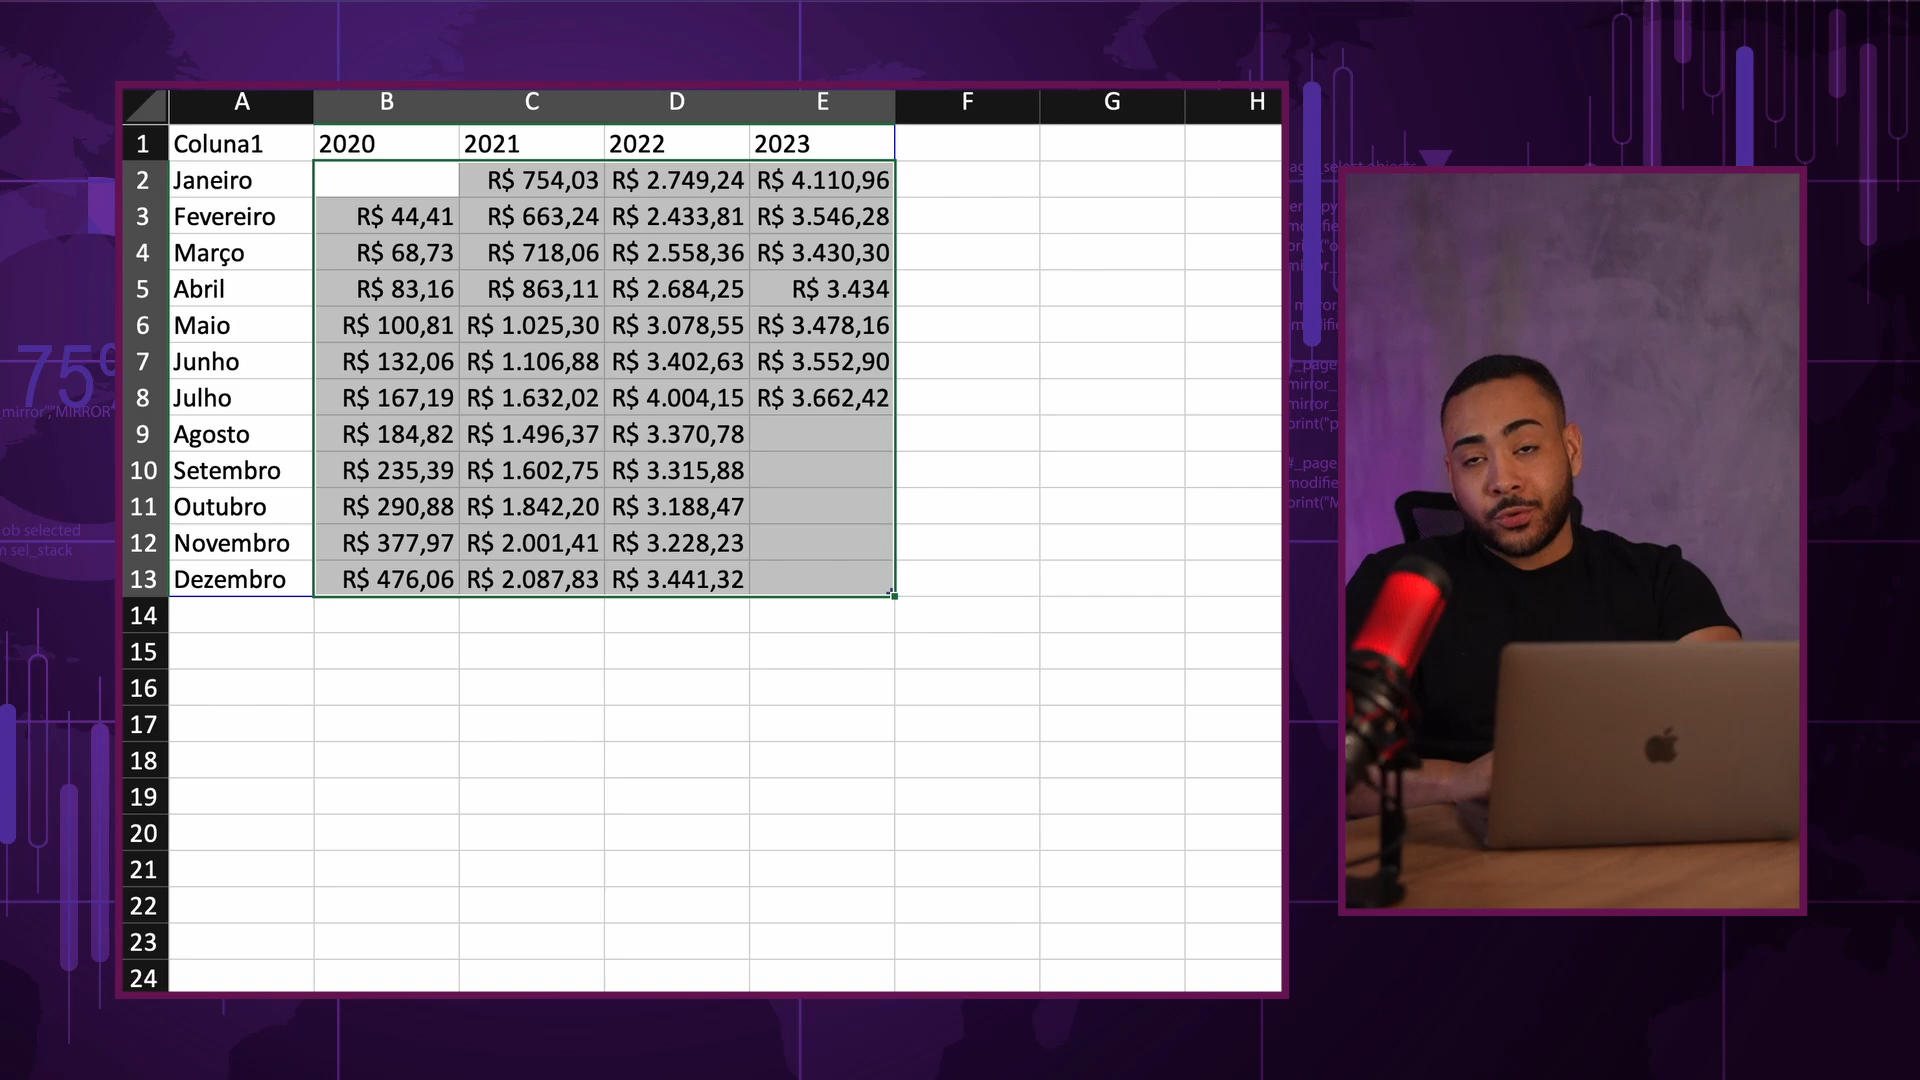 A B C D E F G H
1 Coluna1 2020 2021 2022 2023
2 Janeiro R$ 754,03 R$ 2.749,24 R$ 4.110,96
3 Fevereiro R$ 44,41 R$ 663,24 R$ 2.433,81 R$ 3.546,28
4 Março R$ 68,73 R$ 718,06 R$ 2.558,36 R$ 3.430,30
5 Abril R$ 83,16 R$ 863,11 R$ 2.684,25 R$ 3.434
6 Maio R$ 100,81 R$ 1.025,30 R$ 3.078,55 R$ 3.478,16
7 Junho R$ 132,06 R$ 1.106,88 R$ 3.402,63 R$ 3.552,90
8 Julho R$ 167,19 R$ 1.632,02 R$ 4.004,15 R$ 3.662,42
9 Agosto R$ 184,82 R$ 1.496,37 R$ 3.370,78
10 Setembro R$ 235,39 R$ 1.602,75 R$ 3.315,88
11 Outubro R$ 290,88 R$ 1.842,20 R$ 3.188,47
12 Novembro R$ 377,97 R$ 2.001,41 R$ 3.228,23
13 Dezembro R$ 476,06 R$ 2.087,83 R$ 3.441,32
14
15
16
17
18
19
20
21
22
23
24
75
mirror","MIRROR"
ob selected
sel_stack